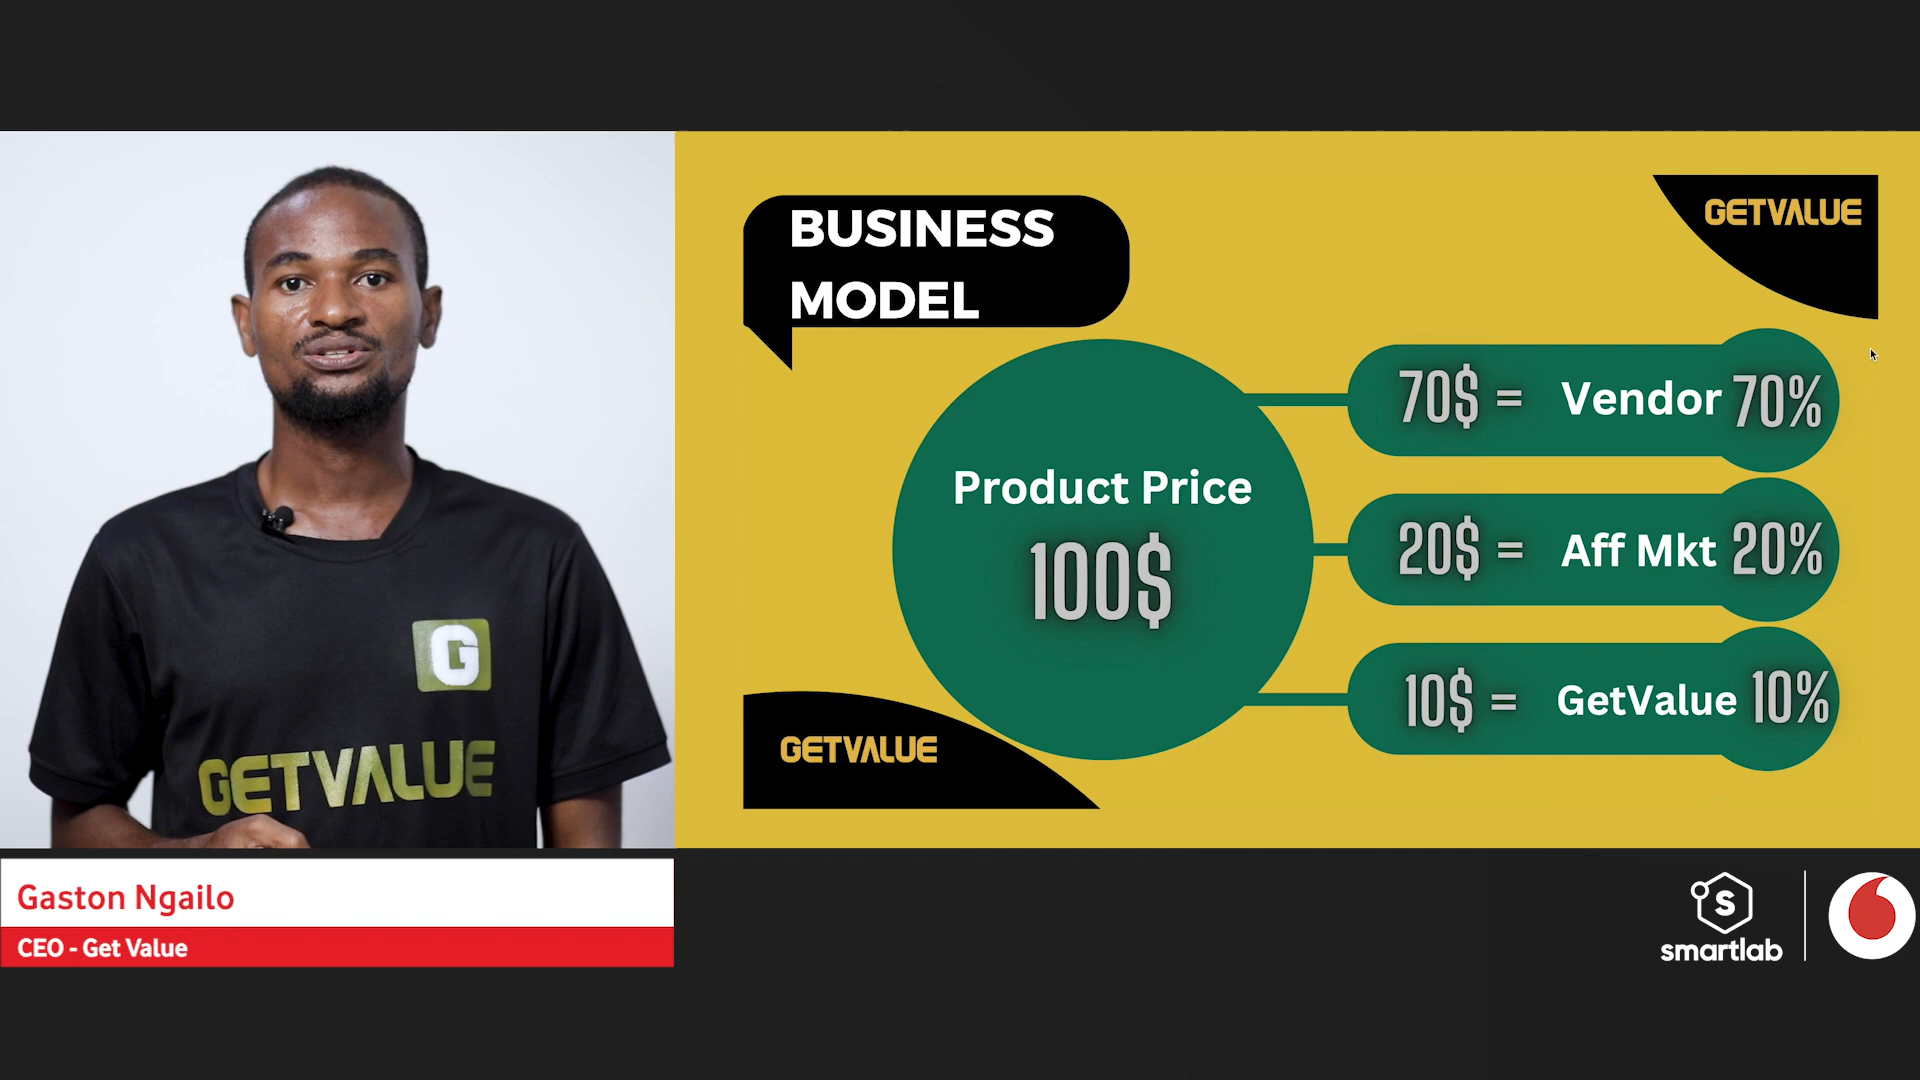 BUSINESS
MODEL
GETVALUE
Product Price
100$
70$ = Vendor 70%
20$ = Aff Mkt 20%
10$ = GetValue 10%
GETVALUE
G
GETVALUE
Gaston Ngailo
CEO - Get Value
S
smartlab